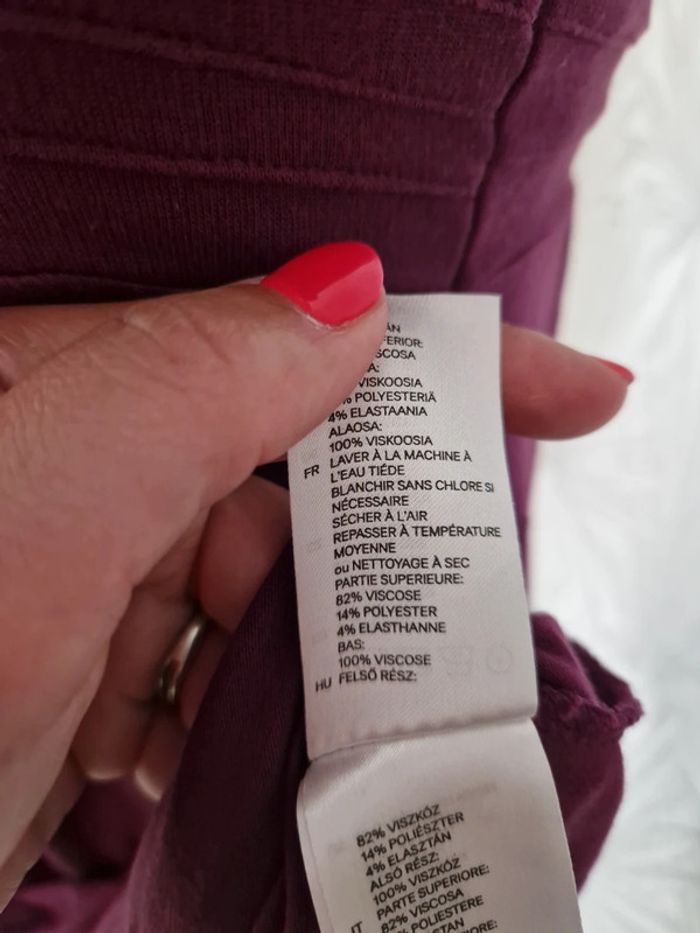 VISKOOSIA
POLYESTERIÄ
4% ELASTAANIA
ALAOSA:
100% VISKOOSIA
FR LAVER À LA MACHINE À
L'EAU TIÉDE
BLANCHIR SANS CHLORE SI
NÉCESSAIRE
SÉCHER À L'AIR
REPASSER À TEMPÉRATURE
MOYENNE
ou NETTOYAGE À SEC
PARTIE SUPERIEURE:
82% VISCOSE
14% POLYESTER
4% ELASTHANNE
BAS:
100% VISCOSE
HU FELSŐ RÉSZ:
82% VISZKÓZ
14% POLIÉSZTER
4% ELASZTÁN
ALSÓ RÉSZ:
100% VISZKÓZ
IT PARTE SUPERIORE:
82% VISCOSA
POLIESTERE